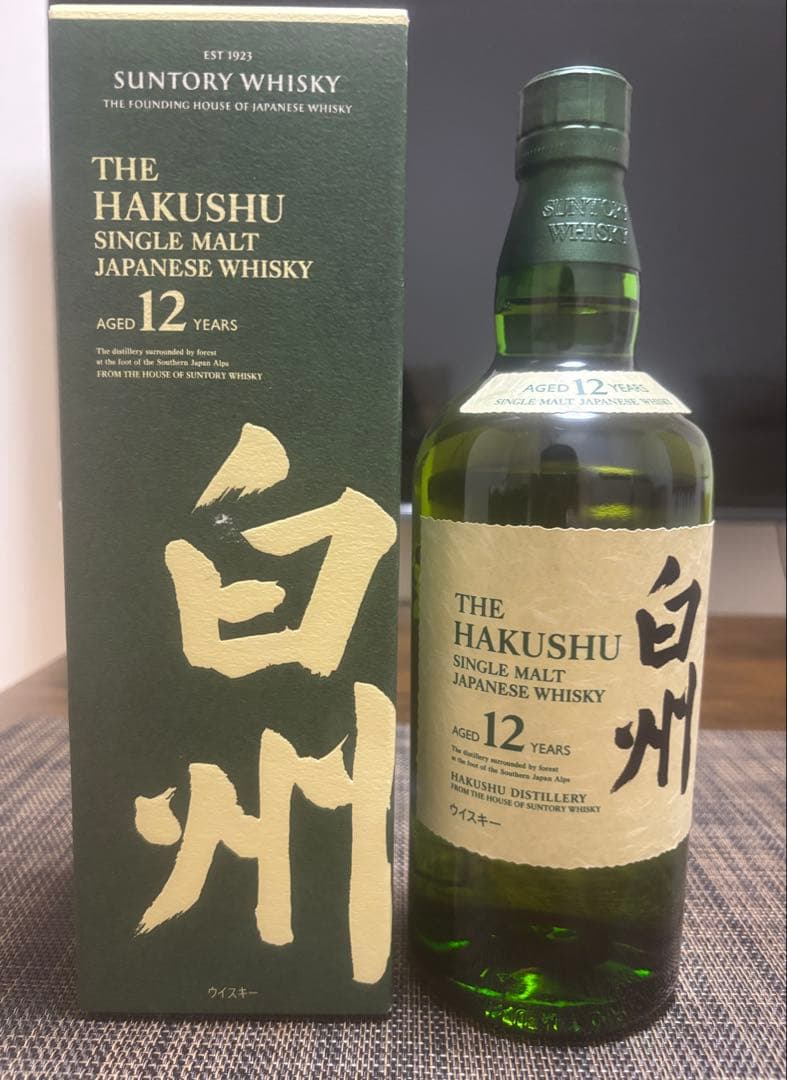 EST 1923
SUNTORY WHISKY
THE FOUNDING HOUSE OF JAPANESE WHISKY
THE
HAKUSHU
SINGLE MALT
JAPANESE WHISKY
AGED 12 YEARS
The distillery surrounded by forest
at the foot of the Southern Japan Alps
FROM THE HOUSE OF SUNTORY WHISKY
白州
ウイスキー
SUNTORY
WHISKY
AGED 12 YEARS
SINGLE MALT JAPANESE WHISKY
THE
HAKUSHU
SINGLE MALT
JAPANESE WHISKY
AGED 12 YEARS
The distillery surrounded by forest
at the foot of the Southern Japan Alps
HAKUSHU DISTILLERY
FROM THE HOUSE OF SUNTORY WHISKY
ウイスキー
白州